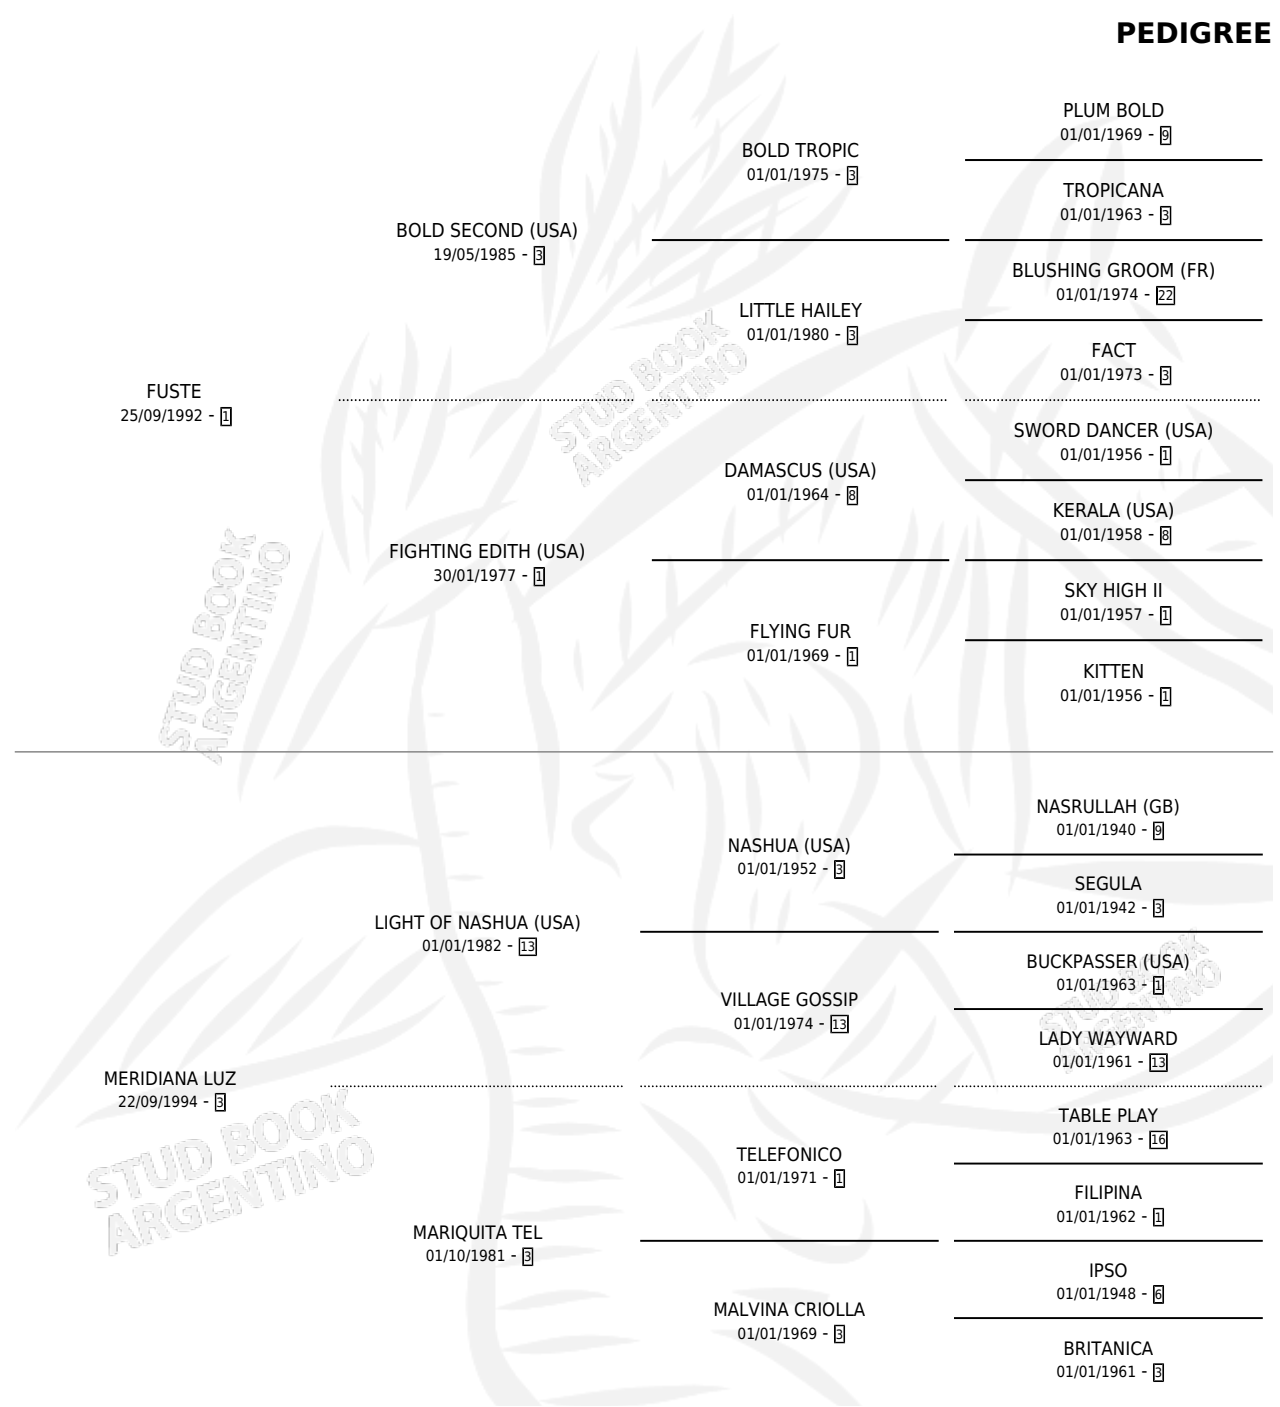 PEDIGREE
PLUM BOLD
01/01/1969 - 9
BOLD TROPIC
01/01/1975 - 3
TROPICANA
01/01/1963 - 3
BOLD SECOND (USA)
19/05/1985 - 3
BLUSHING GROOM (FR)
01/01/1974 - 22
LITTLE HAILEY
01/01/1980 - 3
FACT
01/01/1973 - 3
FUSTE
25/09/1992 - 1
SWORD DANCER (USA)
01/01/1956 - 1
DAMASCUS (USA)
01/01/1964 - 8
KERALA (USA)
01/01/1958 - 8
FIGHTING EDITH (USA)
30/01/1977 - 1
SKY HIGH II
01/01/1957 - 1
FLYING FUR
01/01/1969 - 1
KITTEN
01/01/1956 - 1
STUD BOOK
ARGENTINO
STUD BOOK
ARGENTINO
NASRULLAH (GB)
01/01/1940 - 9
NASHUA (USA)
01/01/1952 - 3
SEGULA
01/01/1942 - 3
LIGHT OF NASHUA (USA)
01/01/1982 - 13
BUCKPASSER (USA)
01/01/1963 - 1
VILLAGE GOSSIP
01/01/1974 - 13
LADY WAYWARD
01/01/1961 - 13
MERIDIANA LUZ
22/09/1994 - 3
TABLE PLAY
01/01/1963 - 16
TELEFONICO
01/01/1971 - 1
FILIPINA
01/01/1962 - 1
MARIQUITA TEL
01/10/1981 - 3
IPSO
01/01/1948 - 6
MALVINA CRIOLLA
01/01/1969 - 3
BRITANICA
01/01/1961 - 3
STUD BOOK
ARGENTINO
STUD BOOK
ARGENTINO